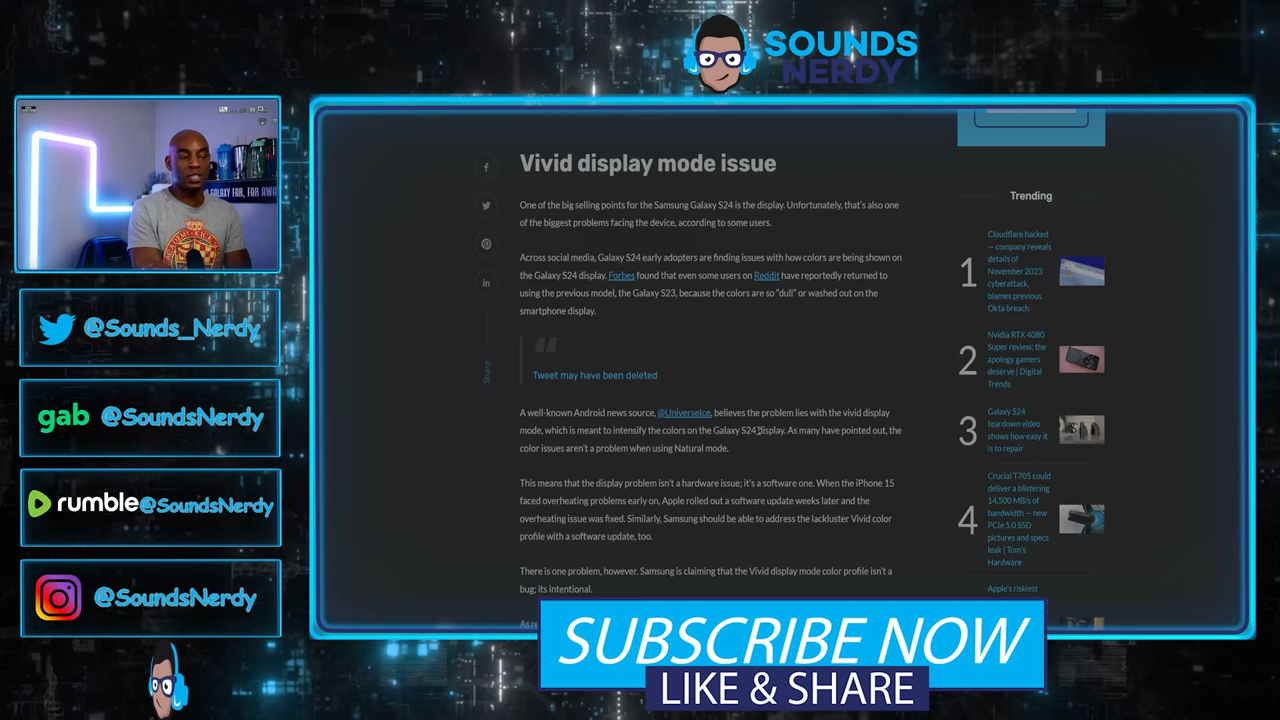 SOUNDS
NERDY
GALAXY FAR, FAR AWA
@Sounds_Nerdy
gab @SoundsNerdy
rumble @SoundsNerdy
@SoundsNerdy
Share
Vivid display mode issue
One of the big selling points for the Samsung Galaxy S24 is the display. Unfortunately, that's also one
of the biggest problems facing the device, according to some users.
Across social media, Galaxy S24 early adopters are finding issues with how colors are being shown on
the Galaxy S24 display. Forbes found that even some users on Reddit have reportedly returned to
using the previous model, the Galaxy S23, because the colors are so "dull" or washed out on the
smartphone display.
Tweet may have been deleted
A well-known Android news source, @UniverseIce, believes the problem lies with the vivid display
mode, which is meant to intensify the colors on the Galaxy S24 display. As many have pointed out, the
color issues aren't a problem when using Natural mode.
This means that the display problem isn't a hardware issue; it's a software one. When the iPhone 15
faced overheating problems early on, Apple rolled out a software update weeks later and the
overheating issue was fixed. Similarly, Samsung should be able to address the lackluster Vivid color
profile with a software update, too.
There is one problem, however. Samsung is claiming that the Vivid display mode color profile isn't a
bug; its intentional.
Trending
1
Cloudflare hacked
— company reveals
details of
November 2023
cyberattack,
blames previous
Okta breach
2
Nvidia RTX 4080
Super review: the
apology gamers
deserve | Digital
Trends
3
Galaxy S24
teardown video
shows how easy it
is to repair
4
Crucial T705 could
deliver a blistering
14,500 MB/s of
bandwidth — new
PCIe 5.0 SSD
pictures and specs
leak | Tom's
Hardware
Apple's riskiest
SUBSCRIBE NOW
LIKE & SHARE